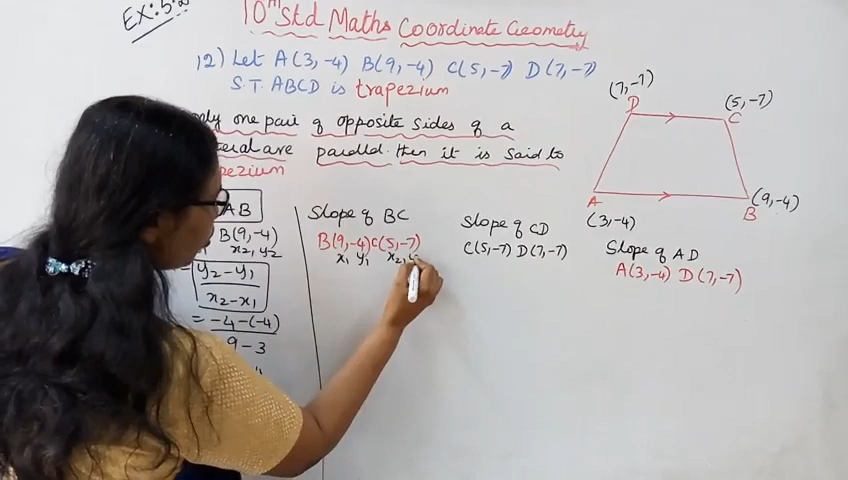 10th Std Maths Coordinate Geometry
12) Let A(3,-4) B(9,-4) C(5,-7) D(7,-7)
S.T. ABCD is trapezium
only one pair of opposite sides of a
are parallel. then it is said to
Slope of BC
B(9,-4) C(5,-7)
x₁ y₁ x₂,
AB
B(9,-4)
x₂, y₂
y₂ - y₁
x₂ - x₁
= -4-(-4)
9-3
Slope of CD
C(5,-7) D(7,-7)
Slope of AD
A(3,-4) D(7,-7)
(7,-7)
D
(5,-7)
C
A
(3,-4)
B
(9,-4)